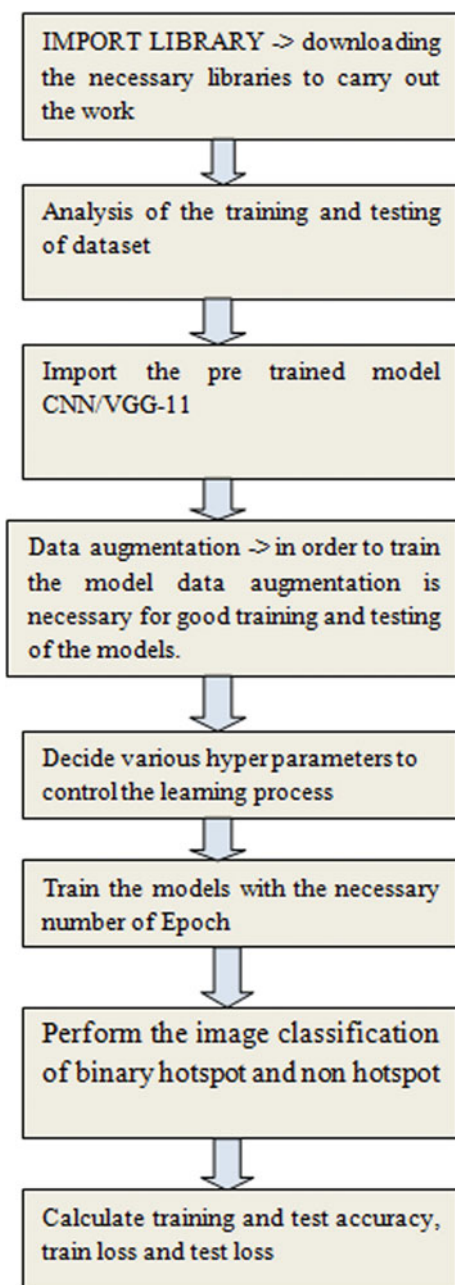 IMPORT LIBRARY -> downloading
the necessary libraries to carry out
the work
Analysis of the training and testing
of dataset
Import the pre trained model
CNN/VGG-11
Data augmentation -> in order to train
the model data augmentation is
necessary for good training and testing
of the models.
Decide various hyper parameters to
control the learning process
Train the models with the necessary
number of Epoch
Perform the image classification
of binary hotspot and non hotspot
Calculate training and test accuracy,
train loss and test loss